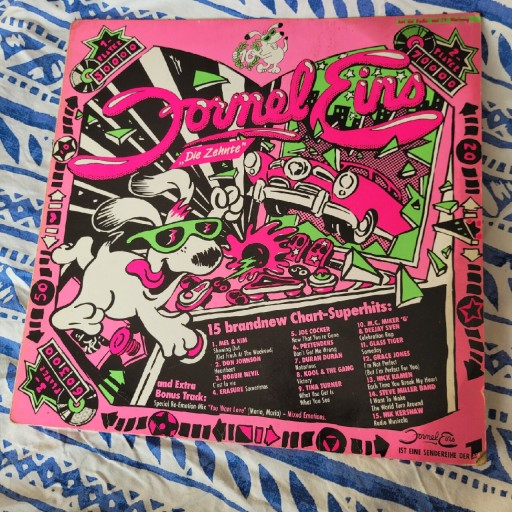 Formel Eins
„Die Zehnte"
20
50
15 brandnew Chart-Superhits:
1. MEL & KIM
Showing Out
(Get Fresh At The Weekend)
2. DON JOHNSON
Heartbeat
3. ROGER NEVIL
C'est la vie
4. ERASURE Sometimes
5. JOE COCKER
Now That You're Gone
6. PRETENDERS
Don't Get Me Wrong
7. DURAN DURAN
Notorious
8. KOOL & THE GANG
Victory
9. TINA TURNER
What You Get Is
What You See
10. M.C. MIKER 'G'
& DEEJAY SVEN
Celebration Rap
11. GLASS TIGER
Someday
12. GRACE JONES
I'm Not Perfect
(But I'm Perfect For You)
13. NICK KAMEN
Each Time You Break My Heart
14. STEVE MILLER BAND
I Want To Make
The World Turn Around
15. NIK KERSHAW
Radio Musicola
and Extra
Bonus Track:
Special Re-Emotion Mix "You Want Love" (Maria, Maria) - Mixed Emotions
Formel Eins
IST EINE SENDEREIHE DER